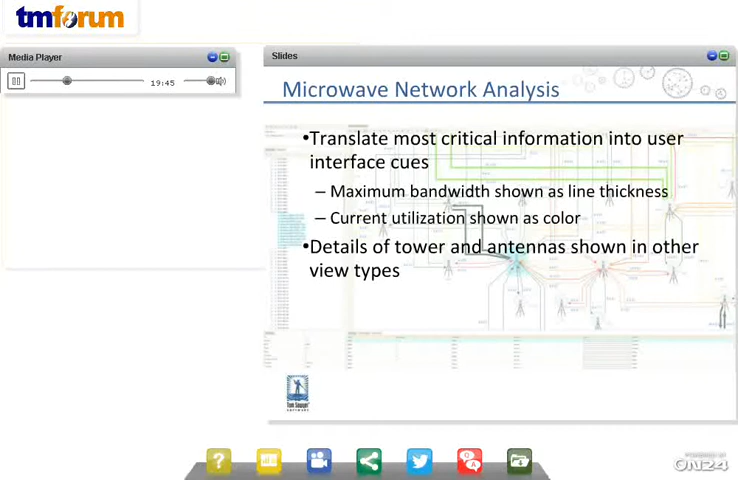 tmforum
Media Player
19:45
Slides
Microwave Network Analysis
•Translate most critical information into user
interface cues
– Maximum bandwidth shown as line thickness
– Current utilization shown as color
•Details of tower and antennas shown in other
view types
Tom Sawyer
SOFTWARE
?
Q
A
POWERED BY
ON24